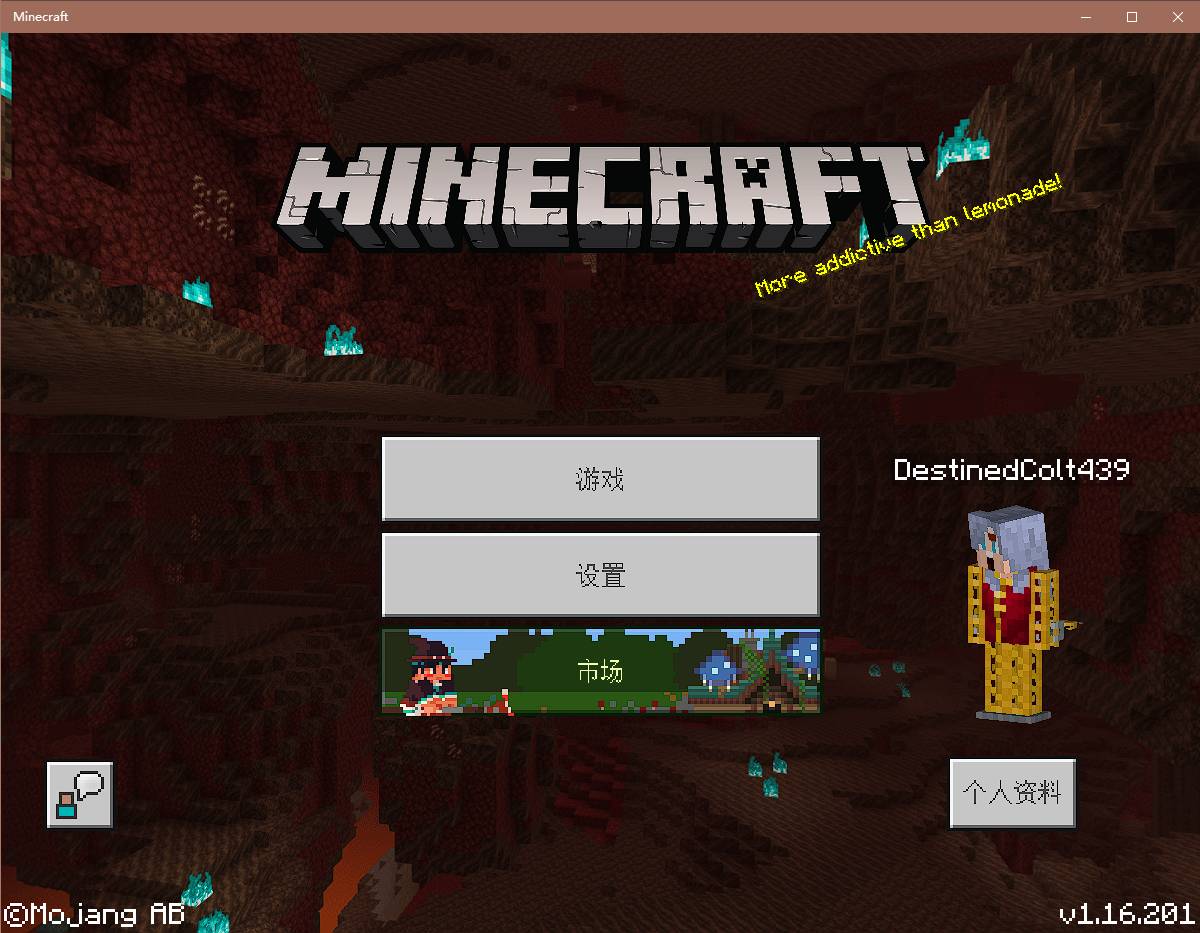 Minecraft
MINECRAFT
More addictive than lemonade!
游戏
DestinedColt439
设置
市场
个人资料
©Mojang AB
v1.16.201